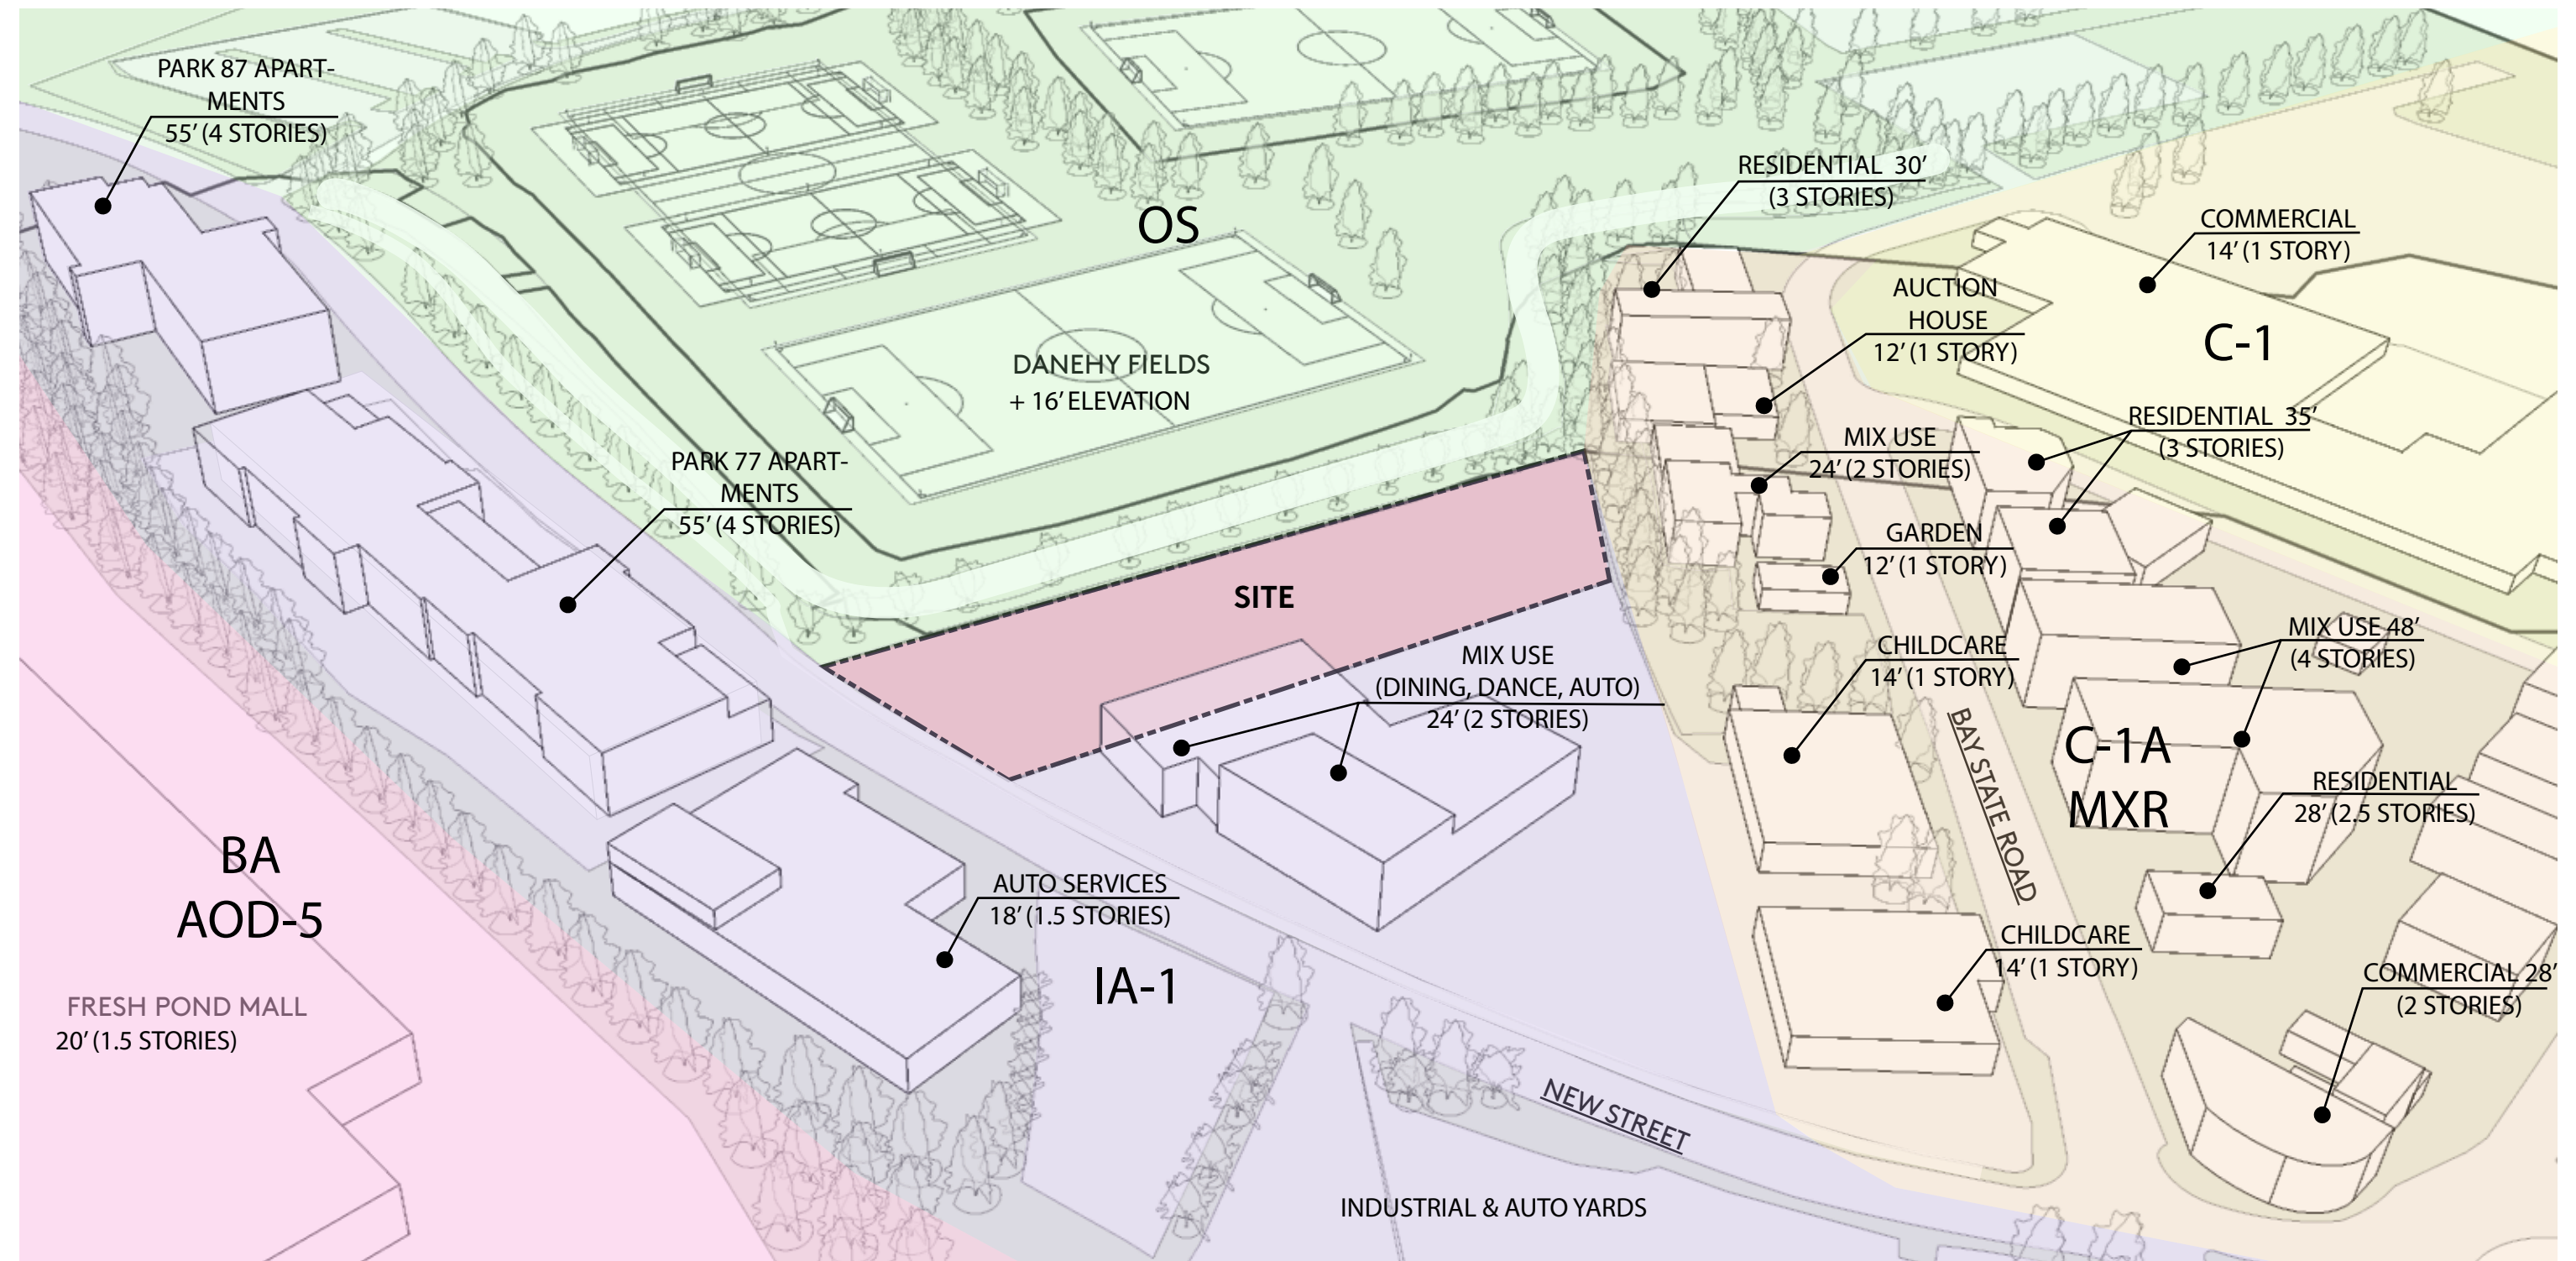 PARK 87 APART-
MENTS
55' (4 STORIES)
OS
RESIDENTIAL 30'
(3 STORIES)
COMMERCIAL
14' (1 STORY)
AUCTION
HOUSE
12' (1 STORY)
C-1
DANEHY FIELDS
+ 16' ELEVATION
RESIDENTIAL 35'
(3 STORIES)
MIX USE
24' (2 STORIES)
PARK 77 APART-
MENTS
55' (4 STORIES)
GARDEN
12' (1 STORY)
SITE
MIX USE
(DINING, DANCE, AUTO)
24' (2 STORIES)
CHILDCARE
14' (1 STORY)
MIX USE 48'
(4 STORIES)
BAY STATE ROAD
C-1A
MXR
RESIDENTIAL
28' (2.5 STORIES)
BA
AOD-5
AUTO SERVICES
18' (1.5 STORIES)
IA-1
CHILDCARE
14' (1 STORY)
COMMERCIAL 28'
(2 STORIES)
FRESH POND MALL
20' (1.5 STORIES)
NEW STREET
INDUSTRIAL & AUTO YARDS